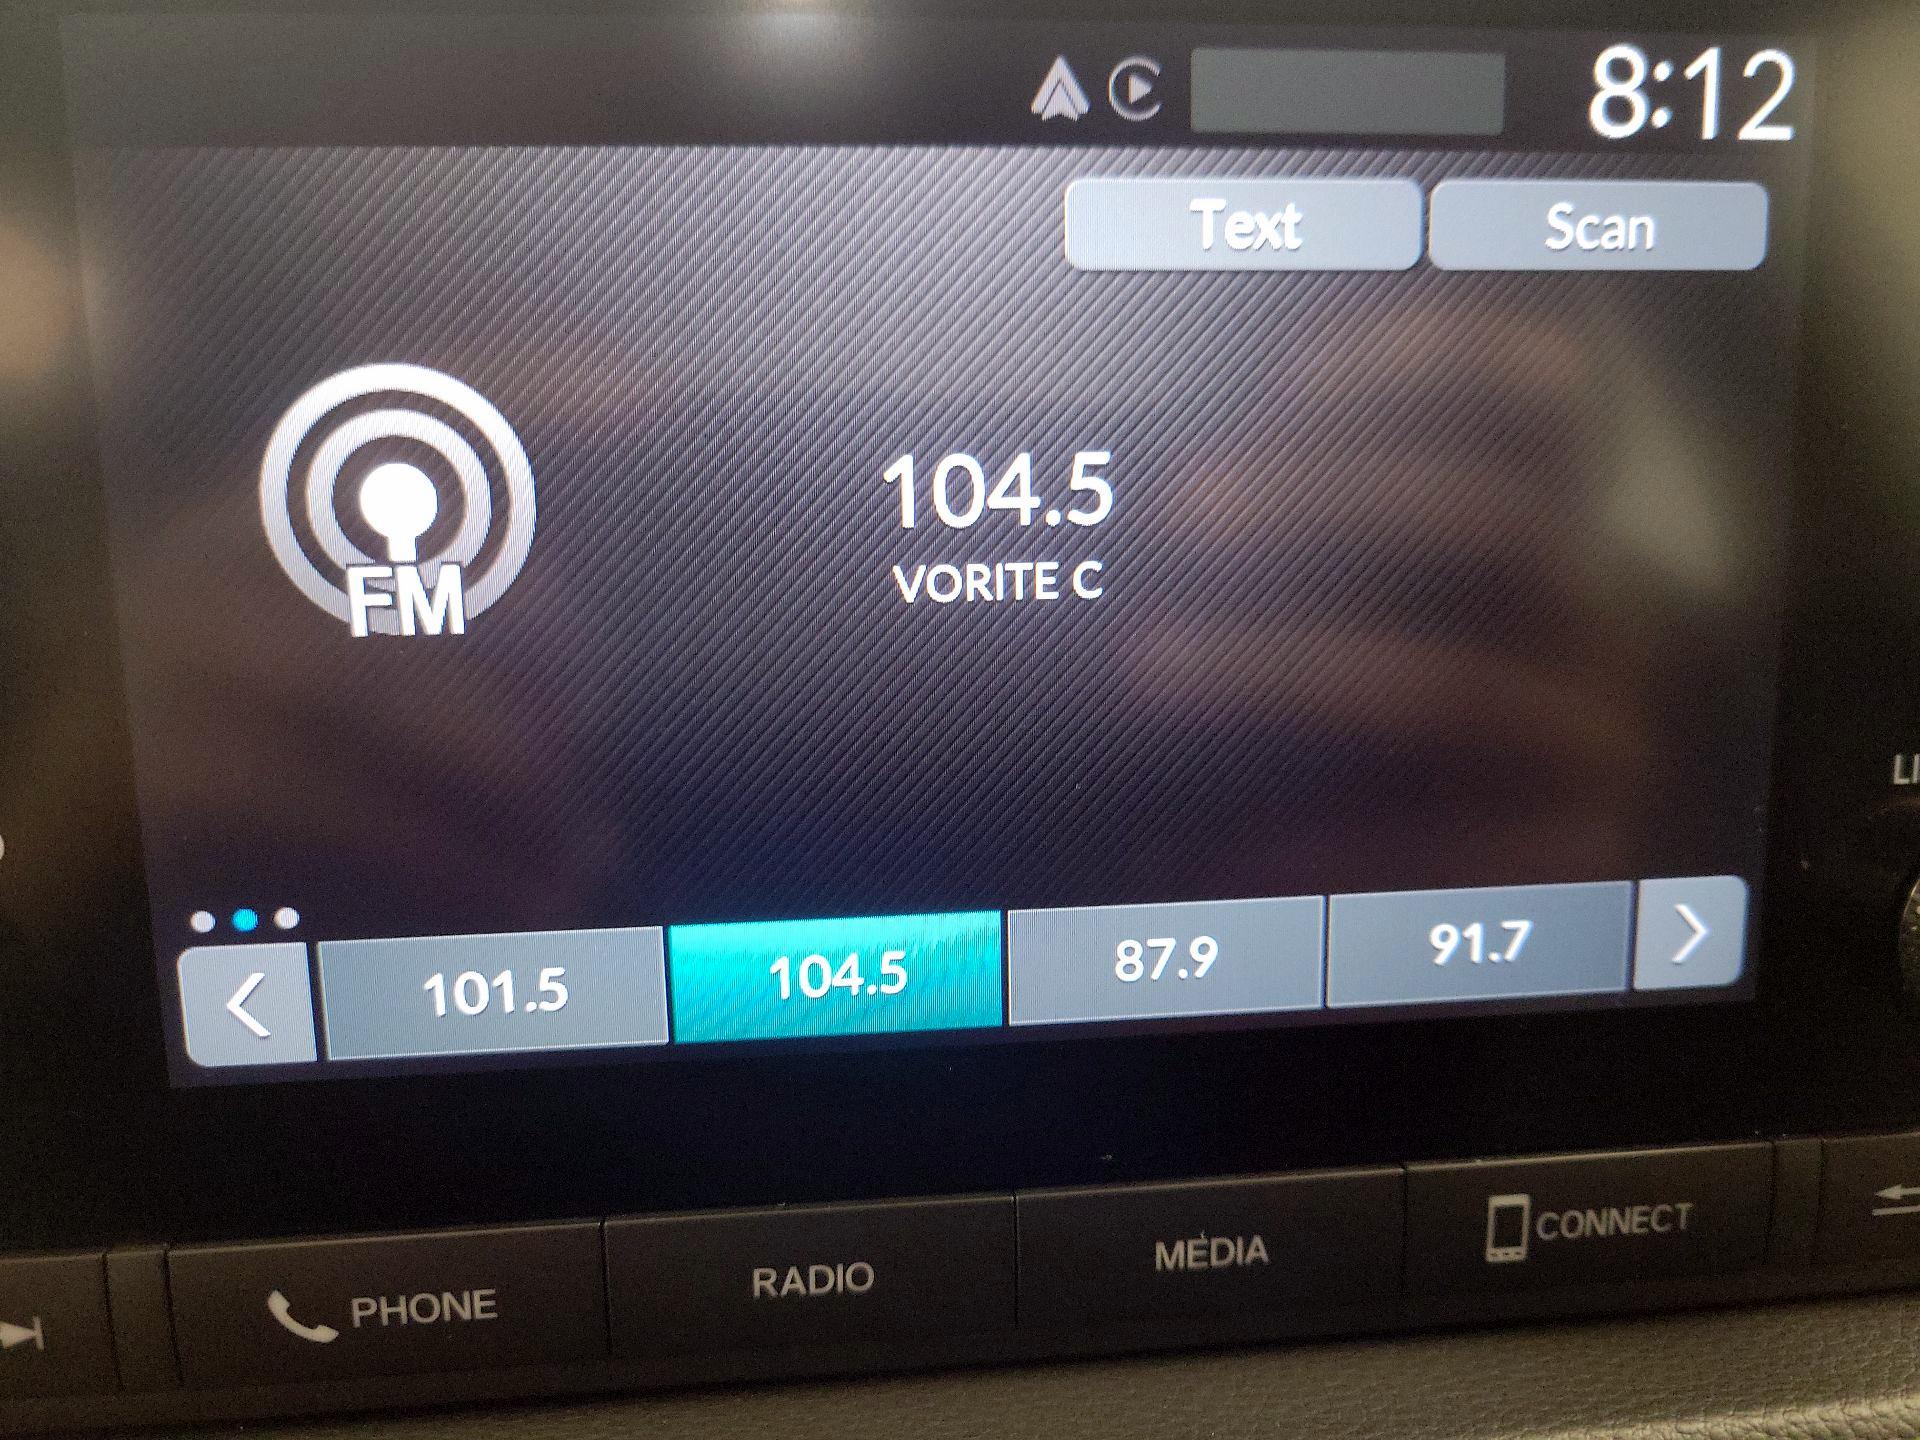 8:12
Text Scan
FM
104.5
VORITE C
101.5 104.5 87.9 91.7
PHONE RADIO MÉDIA CONNECT